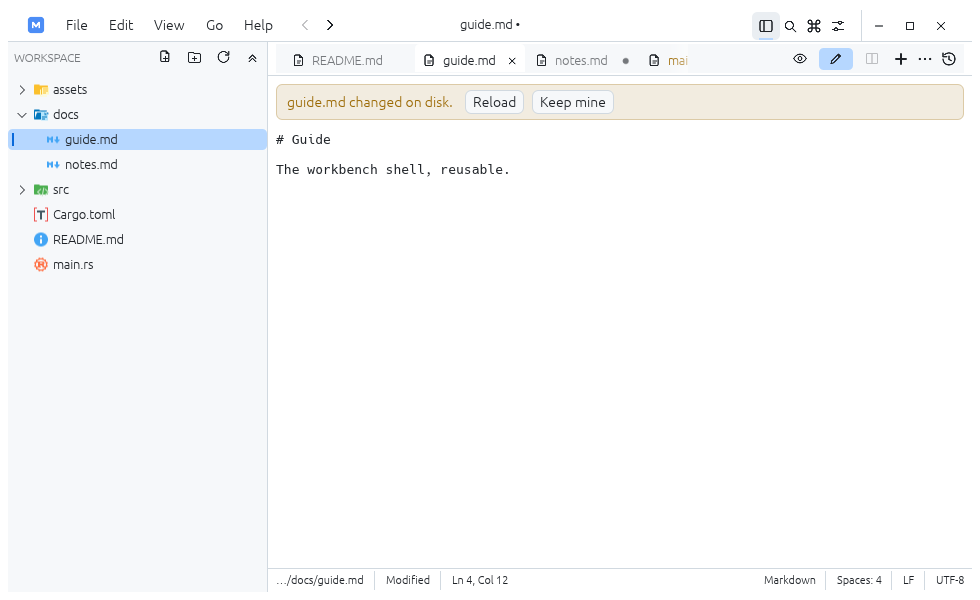 M File Edit View Go Help guide.md •
WORKSPACE
README.md guide.md notes.md mai
assets
docs
guide.md
notes.md
src
Cargo.toml
README.md
main.rs
guide.md changed on disk. Reload Keep mine
# Guide
The workbench shell, reusable.
…/docs/guide.md Modified Ln 4, Col 12 Markdown Spaces: 4 LF UTF-8